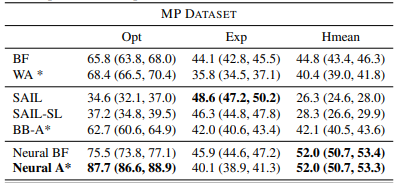 MP DATASET
Opt Exp Hmean
BF 65.8 (63.8, 68.0) 44.1 (42.8, 45.5) 44.8 (43.4, 46.3)
WA * 68.4 (66.5, 70.4) 35.8 (34.5, 37.1) 40.4 (39.0, 41.8)
SAIL 34.6 (32.1, 37.0) 48.6 (47.2, 50.2) 26.3 (24.6, 28.0)
SAIL-SL 37.2 (34.8, 39.5) 46.3 (44.8, 47.8) 28.3 (26.6, 29.9)
BB-A* 62.7 (60.6, 64.9) 42.0 (40.6, 43.4) 42.1 (40.5, 43.6)
Neural BF 75.5 (73.8, 77.1) 45.9 (44.6, 47.2) 52.0 (50.7, 53.4)
Neural A* 87.7 (86.6, 88.9) 40.1 (38.9, 41.3) 52.0 (50.7, 53.3)